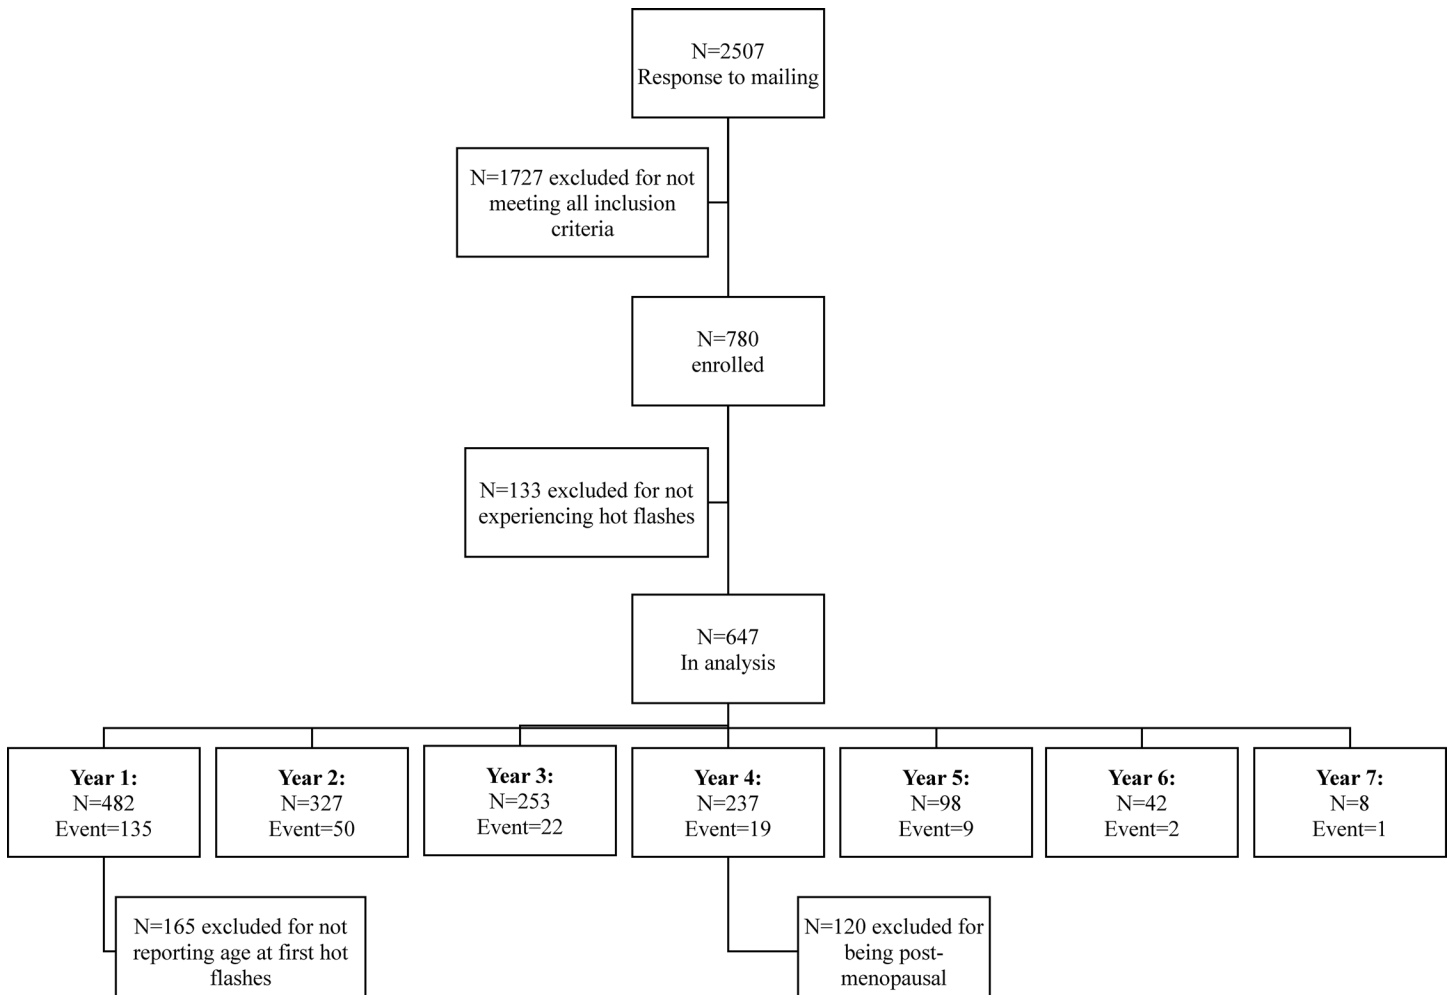 N=2507
Response to mailing
N=1727 excluded for not
meeting all inclusion
criteria
N=780
enrolled
N=133 excluded for not
experiencing hot flashes
N=647
In analysis
Year 1:
N=482
Event=135
Year 2:
N=327
Event=50
Year 3:
N=253
Event=22
Year 4:
N=237
Event=19
Year 5:
N=98
Event=9
Year 6:
N=42
Event=2
Year 7:
N=8
Event=1
N=165 excluded for not
reporting age at first hot
flashes
N=120 excluded for
being post-
menopausal